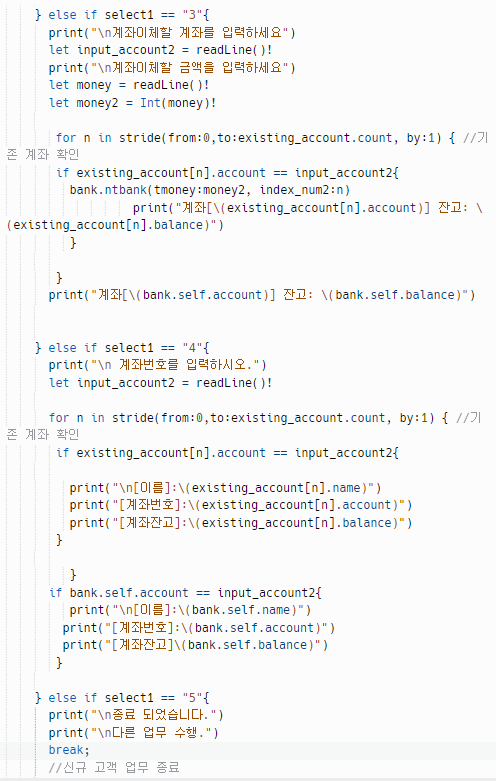 } else if select1 == "3"{
print("\n계좌이체할 계좌를 입력하세요")
let input_account2 = readLine()!
print("\n계좌이체할 금액을 입력하세요")
let money = readLine()!
let money2 = Int(money)!
for n in stride(from:0,to:existing_account.count, by:1) { //기
존 계좌 확인
if existing_account[n].account == input_account2{
bank.ntbank(tmoney:money2, index_num2:n)
print("계좌[\(existing_account[n].account)] 잔고: \
(existing_account[n].balance)")
}
}
print("계좌[\(bank.self.account)] 잔고: \(bank.self.balance)")
} else if select1 == "4"{
print("\n 계좌번호를 입력하시오.")
let input_account2 = readLine()!
for n in stride(from:0,to:existing_account.count, by:1) { //기
존 계좌 확인
if existing_account[n].account == input_account2{
print("\n[이름]:\(existing_account[n].name)")
print("[계좌번호]:\(existing_account[n].account)")
print("[계좌잔고]:\(existing_account[n].balance)")
}
}
if bank.self.account == input_account2{
print("\n[이름]:\(bank.self.name)")
print("[계좌번호]:\(bank.self.account)")
print("[계좌잔고]\(bank.self.balance)")
}
} else if select1 == "5"{
print("\n종료 되었습니다.")
print("\n다른 업무 수행.")
break;
//신규 고객 업무 종료